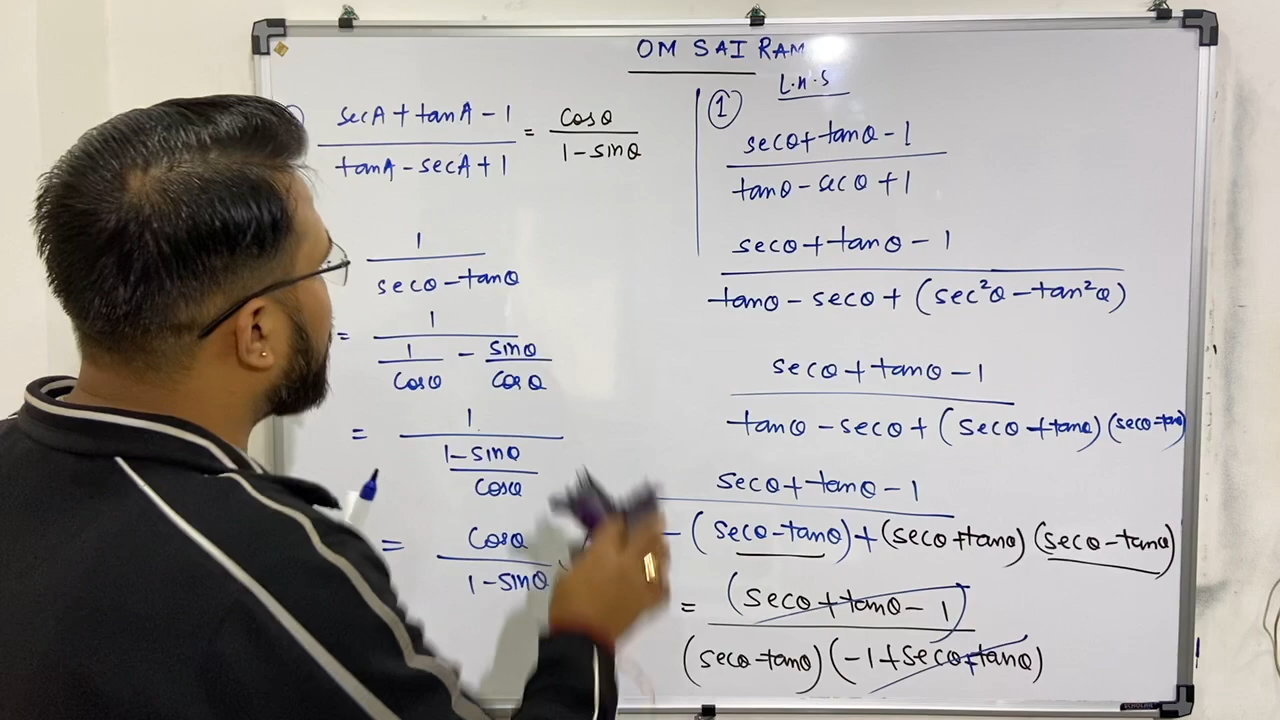 OM SAI RAM
secA + tanA - 1
tanA - secA + 1
=
cosθ
1 - sinθ
1
secθ - tanθ
=
1
1
cosθ
-
sinθ
cosθ
=
1
1 - sinθ
cosθ
=
cosθ
1 - sinθ
1
L.H.S
secθ + tanθ - 1
tanθ - secθ + 1
secθ + tanθ - 1
tanθ - secθ + (sec²θ - tan²θ)
secθ + tanθ - 1
tanθ - secθ + (secθ + tanθ)(secθ - tanθ)
secθ + tanθ - 1
- (secθ - tanθ) + (secθ + tanθ)(secθ - tanθ)
=
(secθ + tanθ - 1)
(secθ - tanθ)(-1 + secθ + tanθ)